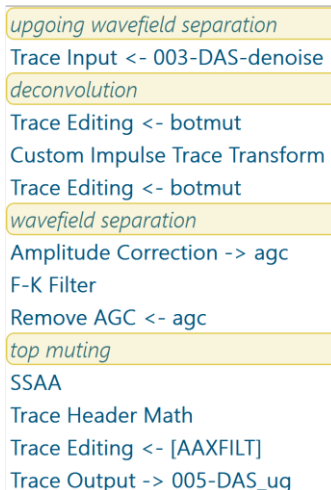 upgoing wavefield separation
Trace Input <- 003-DAS-denoise
deconvolution
Trace Editing <- botmut
Custom Impulse Trace Transform
Trace Editing <- botmut
wavefield separation
Amplitude Correction -> agc
F-K Filter
Remove AGC <- agc
top muting
SSAA
Trace Header Math
Trace Editing <- [AAXFILT]
Trace Output -> 005-DAS_ug